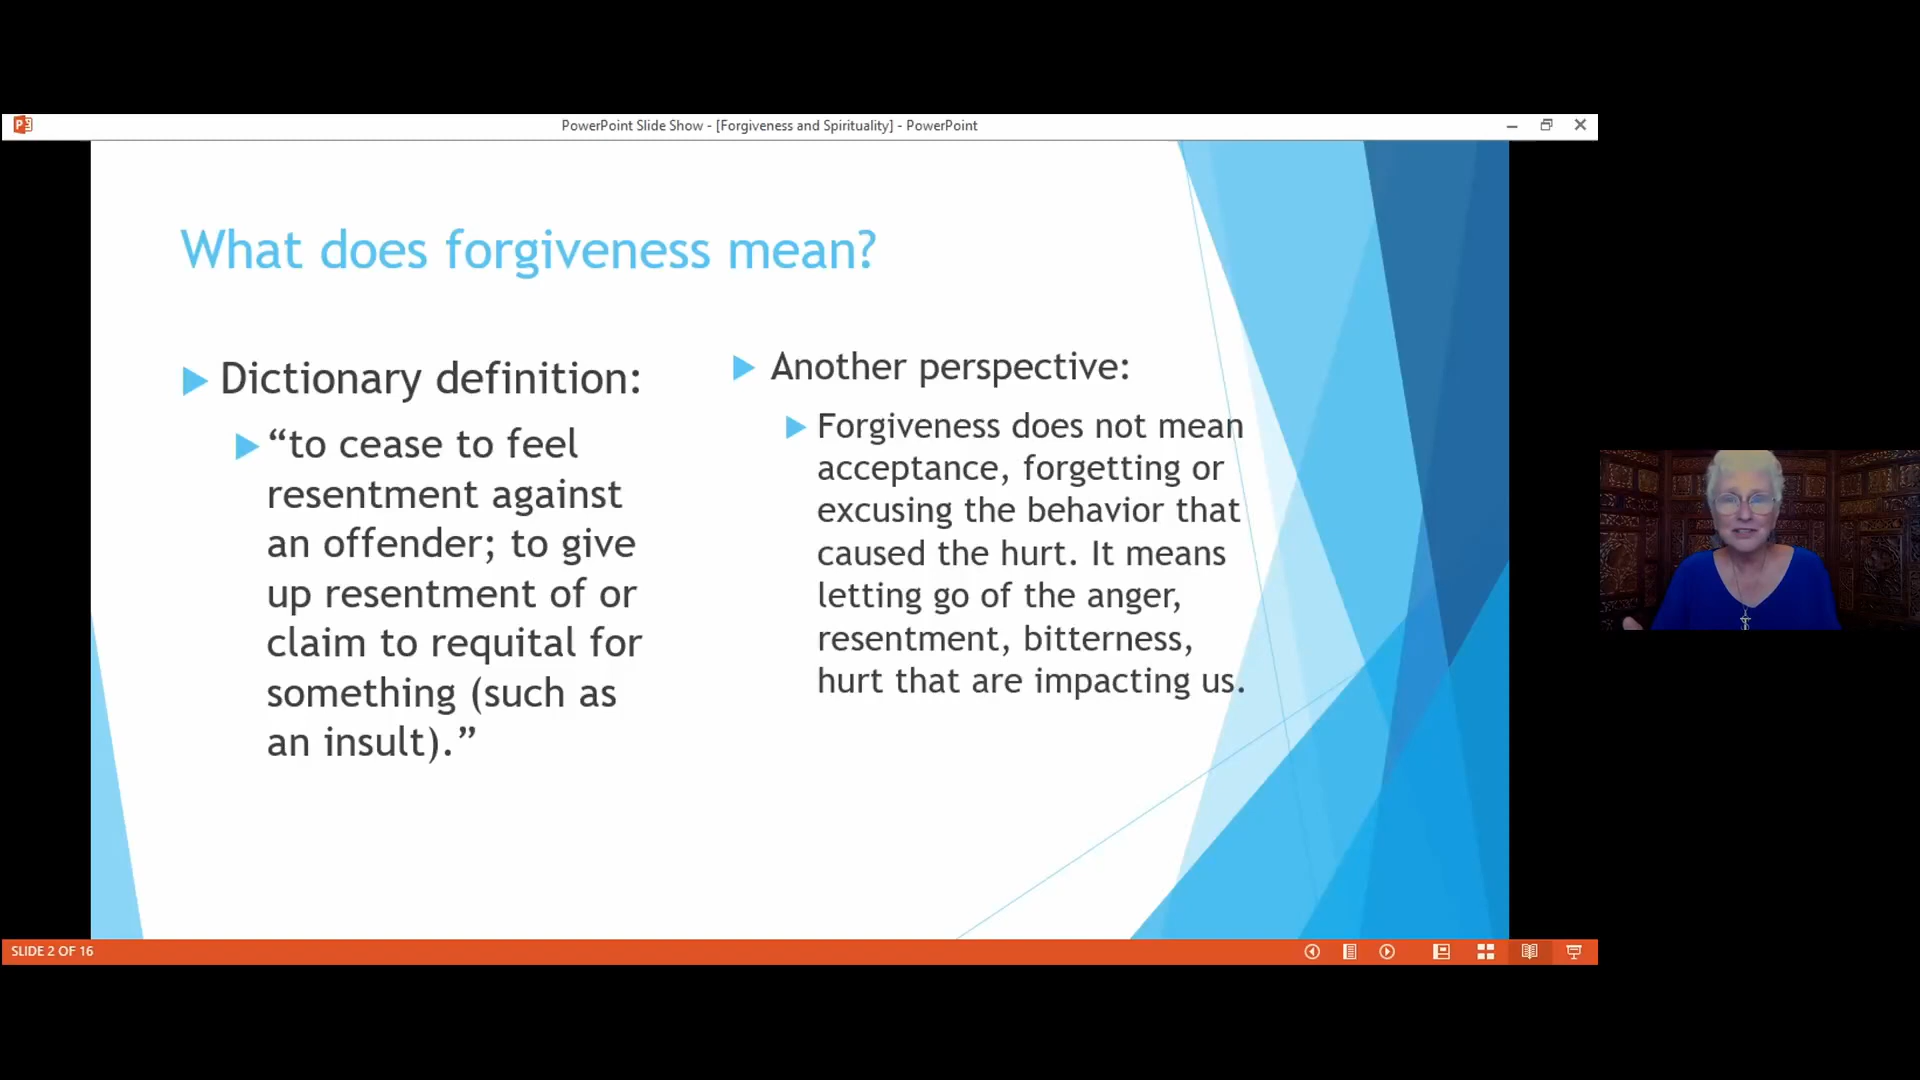 PowerPoint Slide Show - [Forgiveness and Spirituality] - PowerPoint
What does forgiveness mean?
Dictionary definition:
“to cease to feel
resentment against
an offender; to give
up resentment of or
claim to requital for
something (such as
an insult).”
Another perspective:
Forgiveness does not mean
acceptance, forgetting or
excusing the behavior that
caused the hurt. It means
letting go of the anger,
resentment, bitterness,
hurt that are impacting us.
SLIDE 2 OF 16